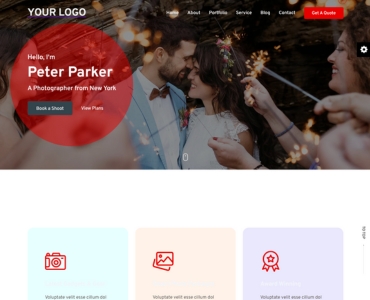 YOUR LOGO
Home About Portfolio Service Blog Contact Get A Quote
Hello, I'm
Peter Parker
A Photographer from New York
Book a Shoot View Plans
Voluptate velit esse cillum dol Voluptate velit esse cillum dol Voluptate velit esse cillum dol